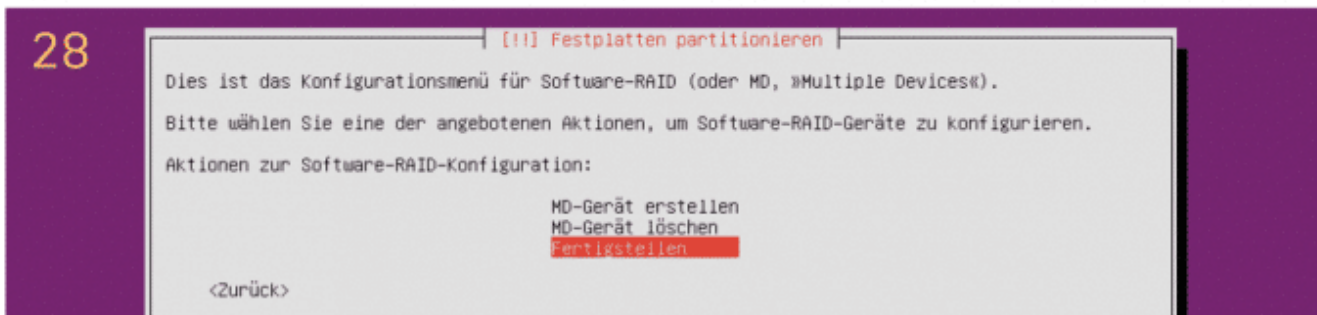 28
[!!] Festplatten partitionieren
Dies ist das Konfigurationsmenü für Software-RAID (oder MD, »Multiple Devices«).
Bitte wählen Sie eine der angebotenen Aktionen, um Software-RAID-Geräte zu konfigurieren.
Aktionen zur Software-RAID-Konfiguration:
MD-Gerät erstellen
MD-Gerät löschen
Fertigstellen
<Zurück>